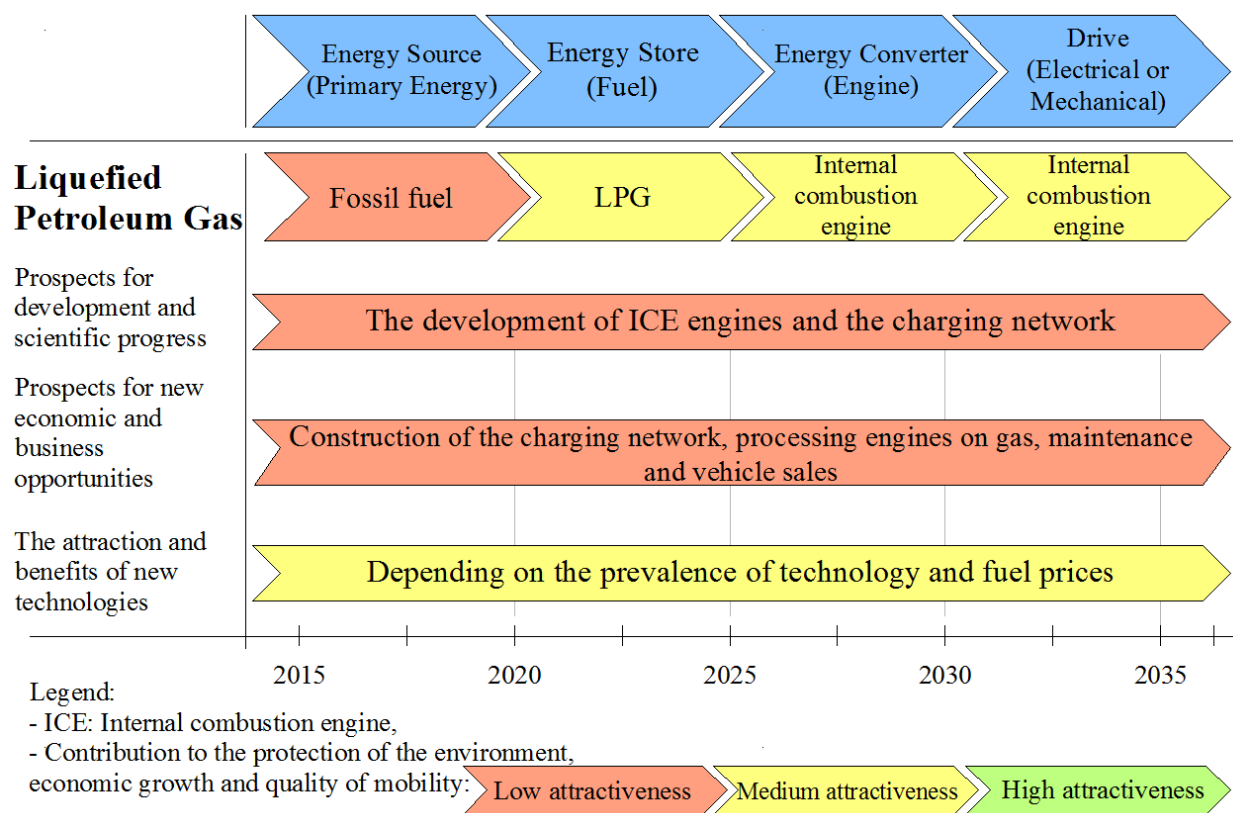 Energy Source
(Primary Energy)
Energy Store
(Fuel)
Energy Converter
(Engine)
Drive
(Electrical or
Mechanical)
Liquefied
Petroleum Gas
Fossil fuel
LPG
Internal
combustion
engine
Internal
combustion
engine
Prospects for
development and
scientific progress
The development of ICE engines and the charging network
Prospects for new
economic and
business
opportunities
Construction of the charging network, processing engines on gas, maintenance
and vehicle sales
The attraction and
benefits of new
technologies
Depending on the prevalence of technology and fuel prices
2015
2020
2025
2030
2035
Legend:
- ICE: Internal combustion engine,
- Contribution to the protection of the environment,
economic growth and quality of mobility:
Low attractiveness
Medium attractiveness
High attractiveness